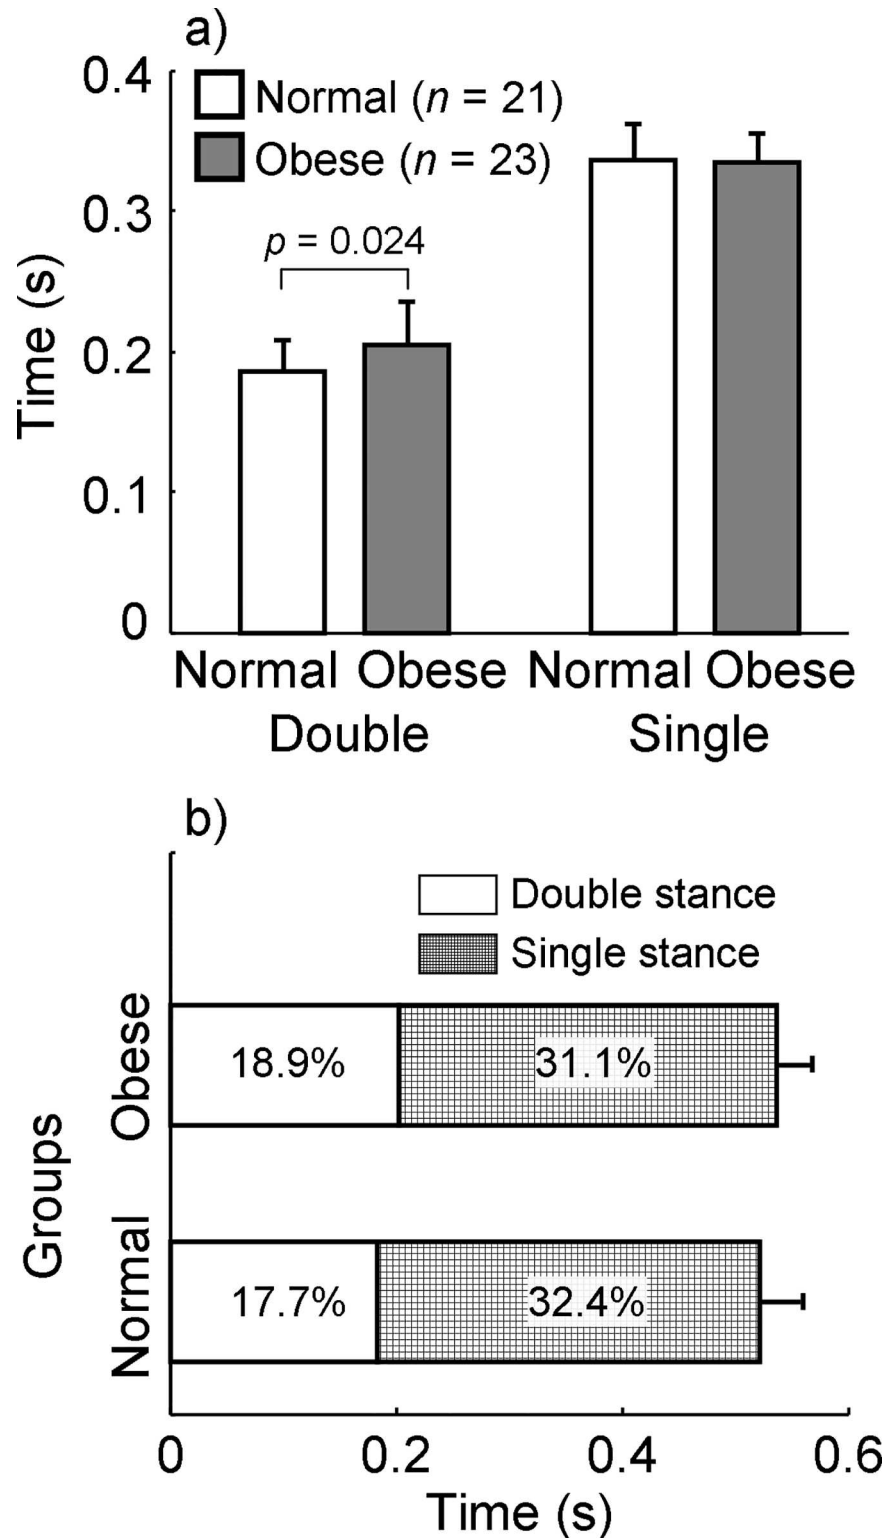 a)
0.4
Normal (n = 21)
Obese (n = 23)
0.3
p = 0.024
Time (s)
0.2
0.1
0
Normal Obese Normal Obese
Double Single
b)
Double stance
Single stance
Obese
18.9% 31.1%
Groups
Normal
17.7% 32.4%
0 0.2 0.4 0.6
Time (s)